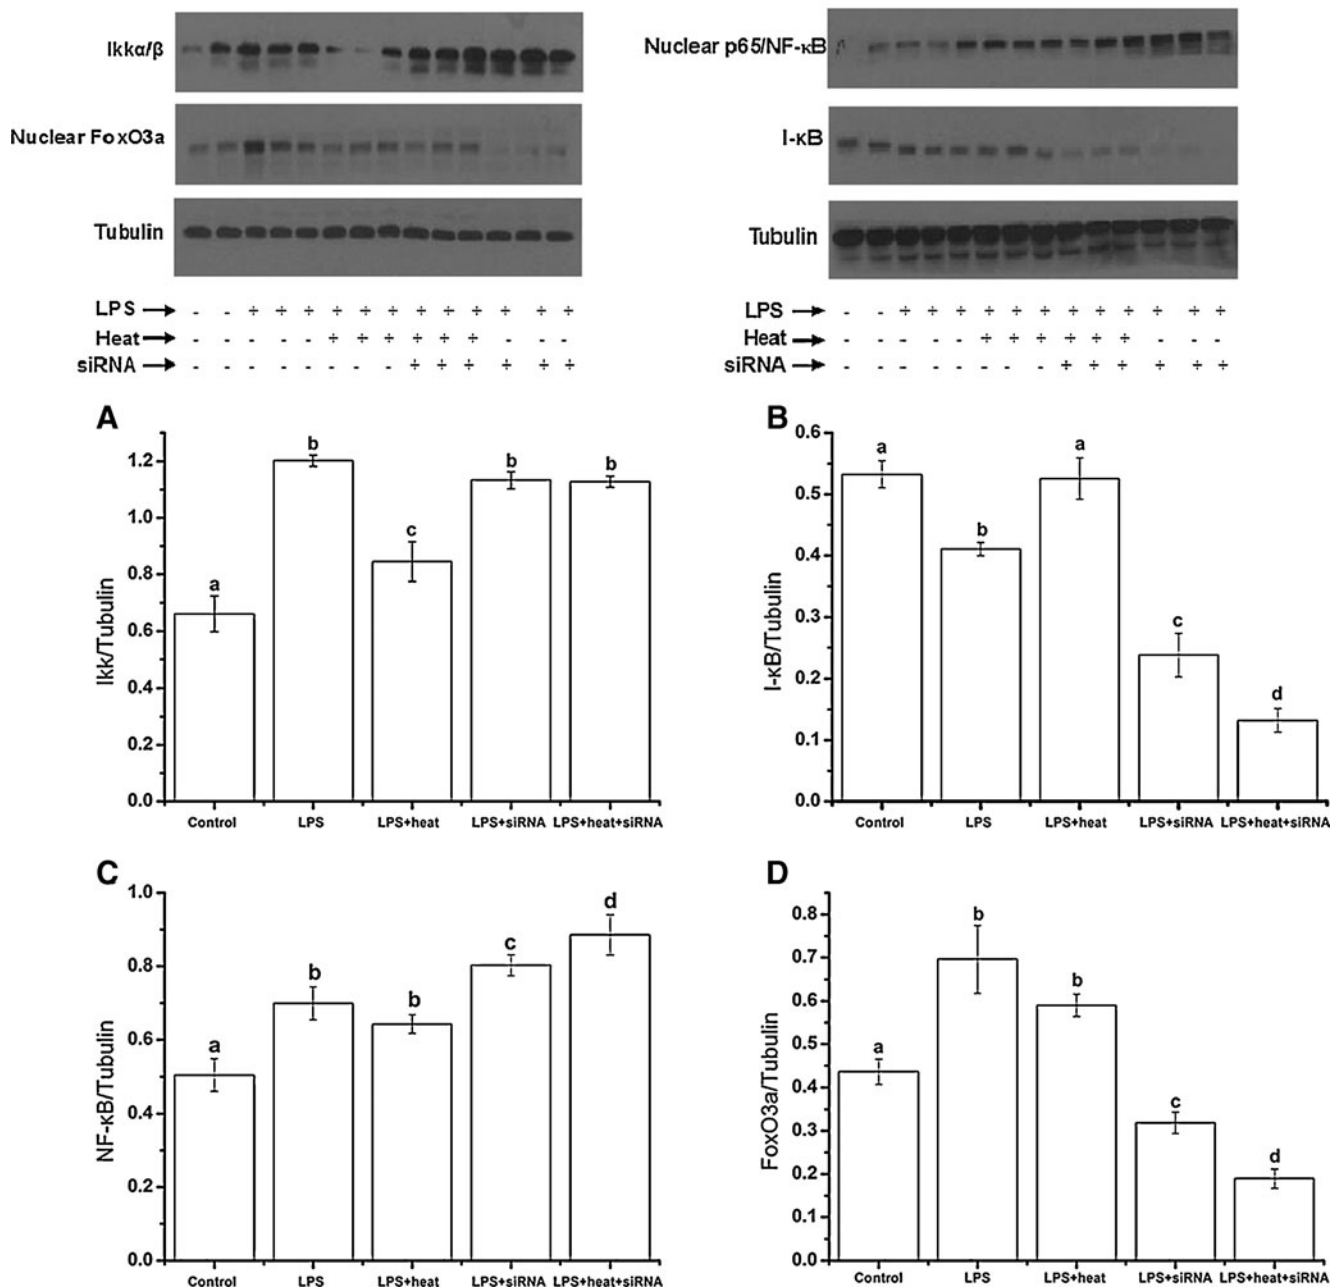 Ikkα/β
Nuclear FoxO3a
Tubulin
LPS - - + + + + + + + + + + + +
Heat - - - - - + + + + + + - - -
siRNA - - - - - - - - + + + + + +
Nuclear p65/NF-κB
I-κB
Tubulin
LPS - - + + + + + + + + + + + +
Heat - - - - - + + + + + + - - -
siRNA - - - - - - - - + + + + + +
A
Ikk/Tubulin
1.2
1.0
0.8
0.6
0.4
0.2
0.0
a
b
c
b
b
Control LPS LPS+heat LPS+siRNA LPS+heat+siRNA
B
I-κB/Tubulin
0.6
0.5
0.4
0.3
0.2
0.1
0.0
a
b
a
c
d
Control LPS LPS+heat LPS+siRNA LPS+heat+siRNA
C
NF-κB/Tubulin
1.0
0.8
0.6
0.4
0.2
0.0
a
b
b
c
d
Control LPS LPS+heat LPS+siRNA LPS+heat+siRNA
D
FoxO3a/Tubulin
0.8
0.7
0.6
0.5
0.4
0.3
0.2
0.1
0.0
a
b
b
c
d
Control LPS LPS+heat LPS+siRNA LPS+heat+siRNA